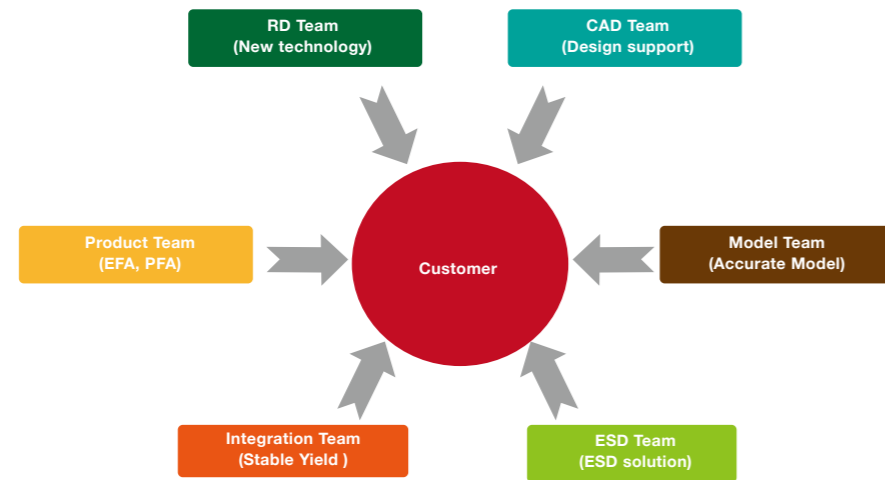 RD Team
(New technology)
CAD Team
(Design support)
Product Team
(EFA, PFA)
Customer
Model Team
(Accurate Model)
Integration Team
(Stable Yield )
ESD Team
(ESD solution)